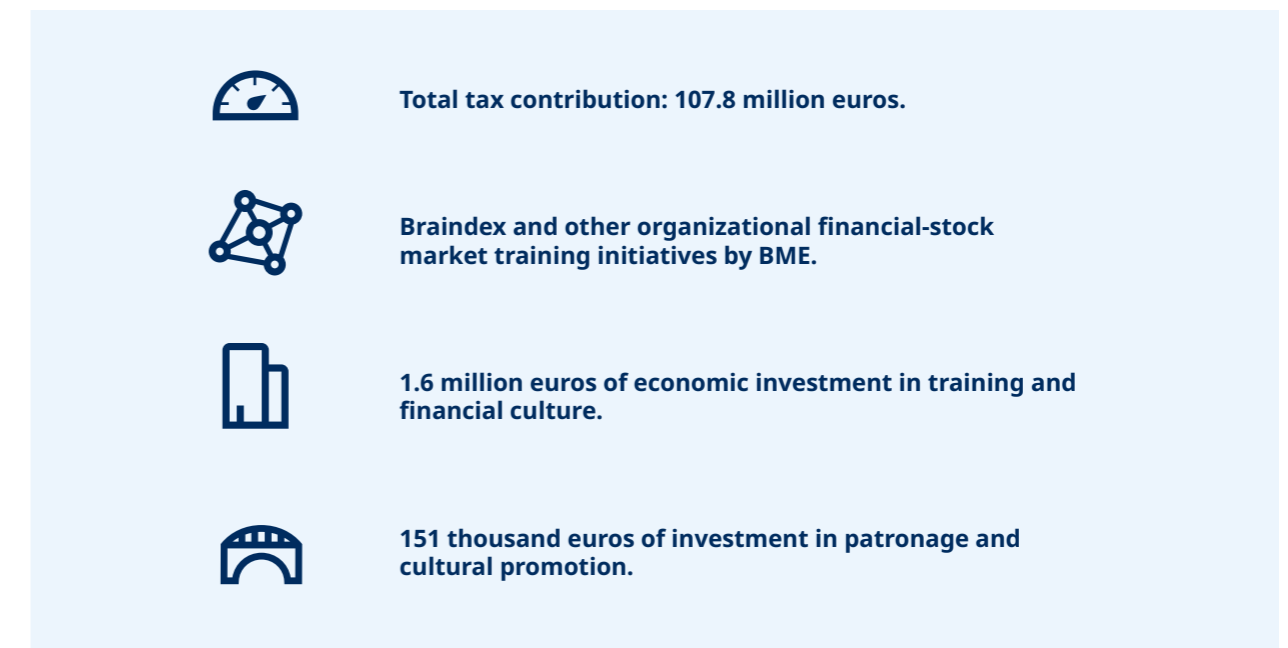 Total tax contribution: 107.8 million euros.
Braindex and other organizational financial-stock
market training initiatives by BME.
1.6 million euros of economic investment in training and
financial culture.
151 thousand euros of investment in patronage and
cultural promotion.